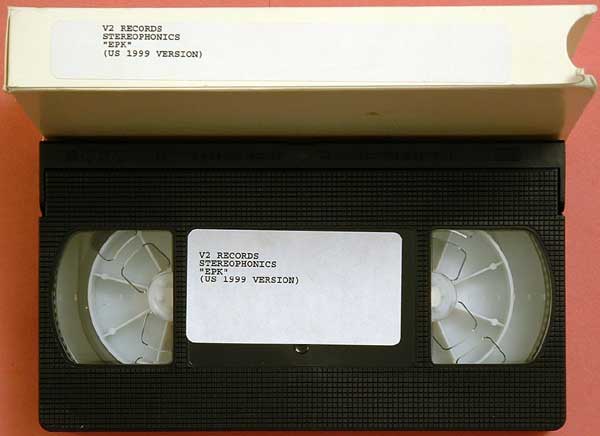 V2 RECORDS
STEREOPHONICS
"EPK"
(US 1999 VERSION)
V2 RECORDS
STEREOPHONICS
"EPK"
(US 1999 VERSION)